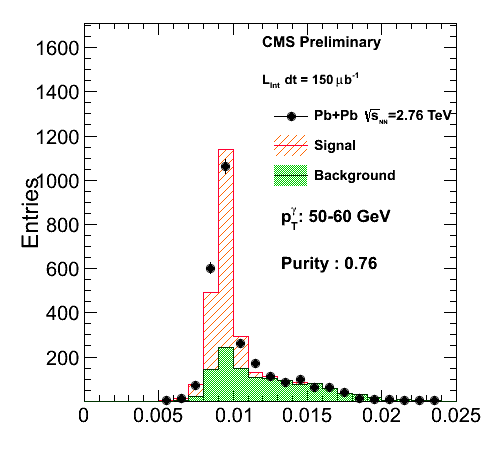 CMS Preliminary
L_Int dt = 150 μb⁻¹
Pb+Pb √s_NN=2.76 TeV
Signal
Background
p_T^γ: 50-60 GeV
Purity : 0.76
Entries
1600
1400
1200
1000
800
600
400
200
0 0.005 0.01 0.015 0.02 0.025